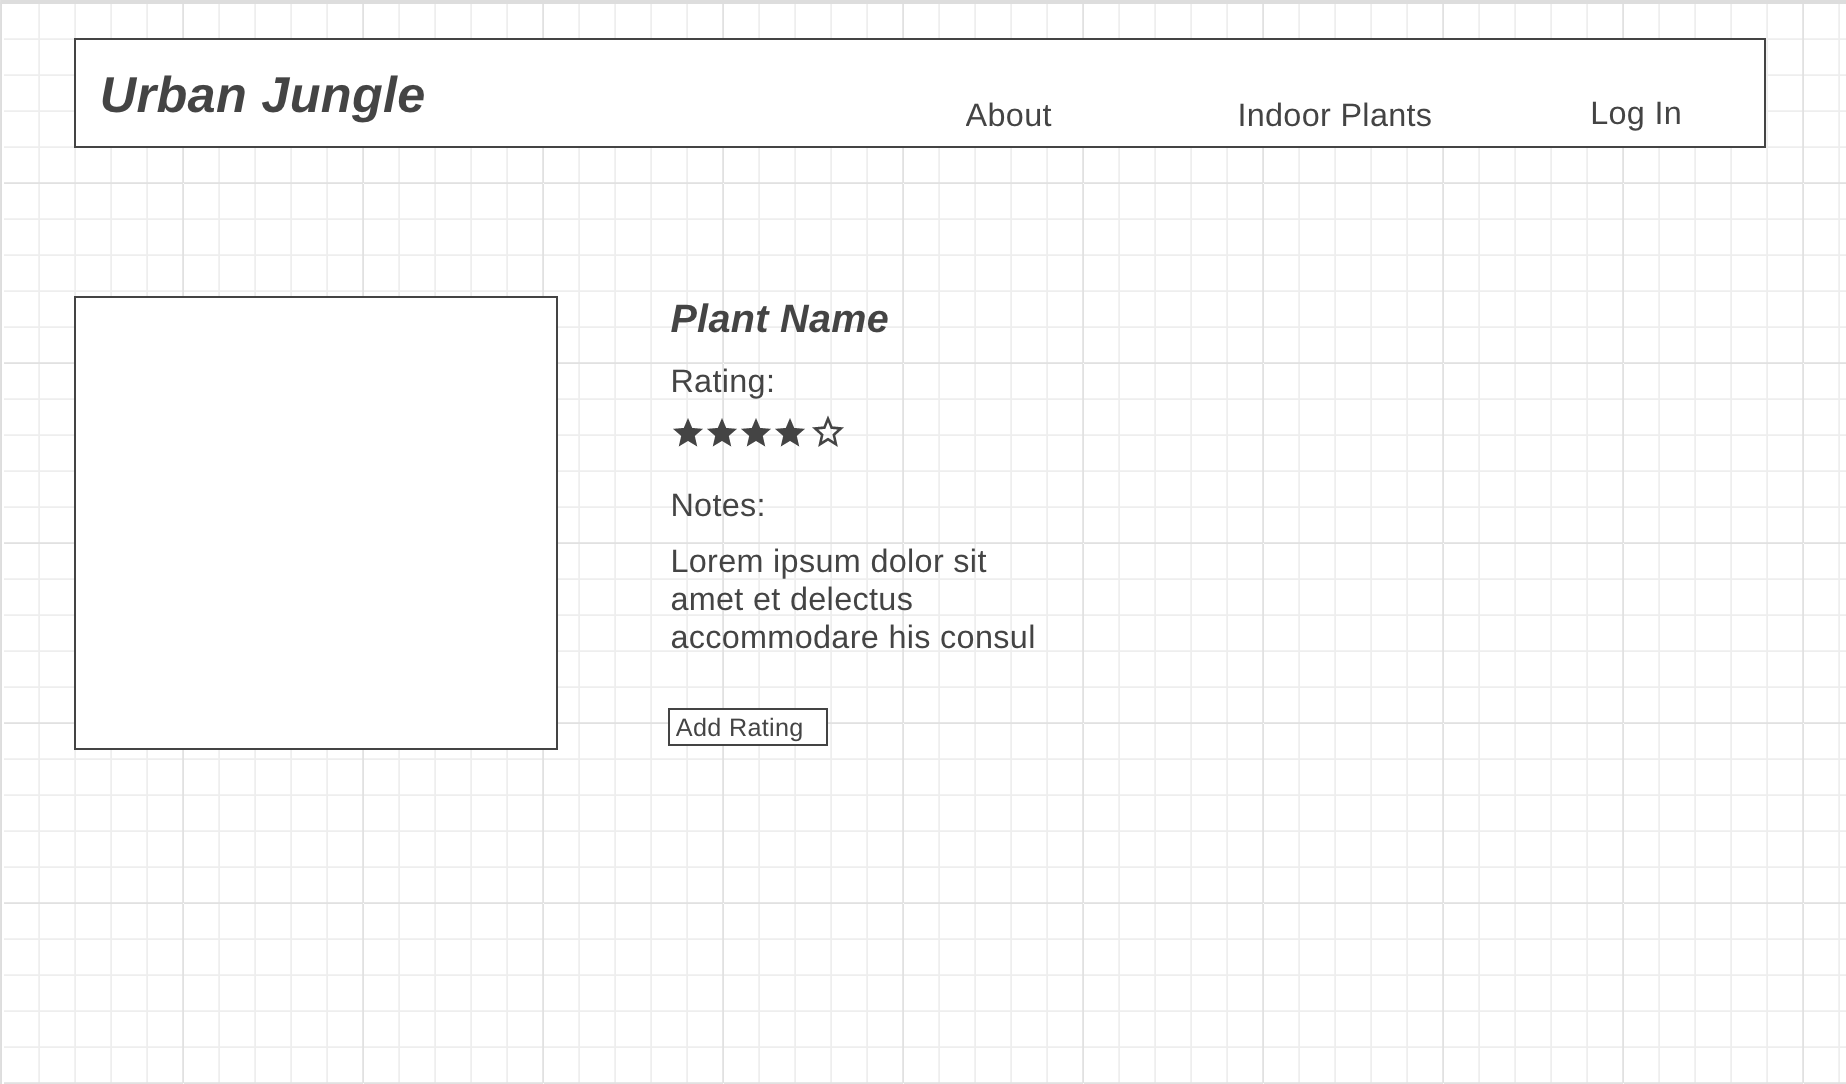 Urban Jungle
About
Indoor Plants
Log In
Plant Name
Rating:
Notes:
Lorem ipsum dolor sit
amet et delectus
accommodare his consul
Add Rating